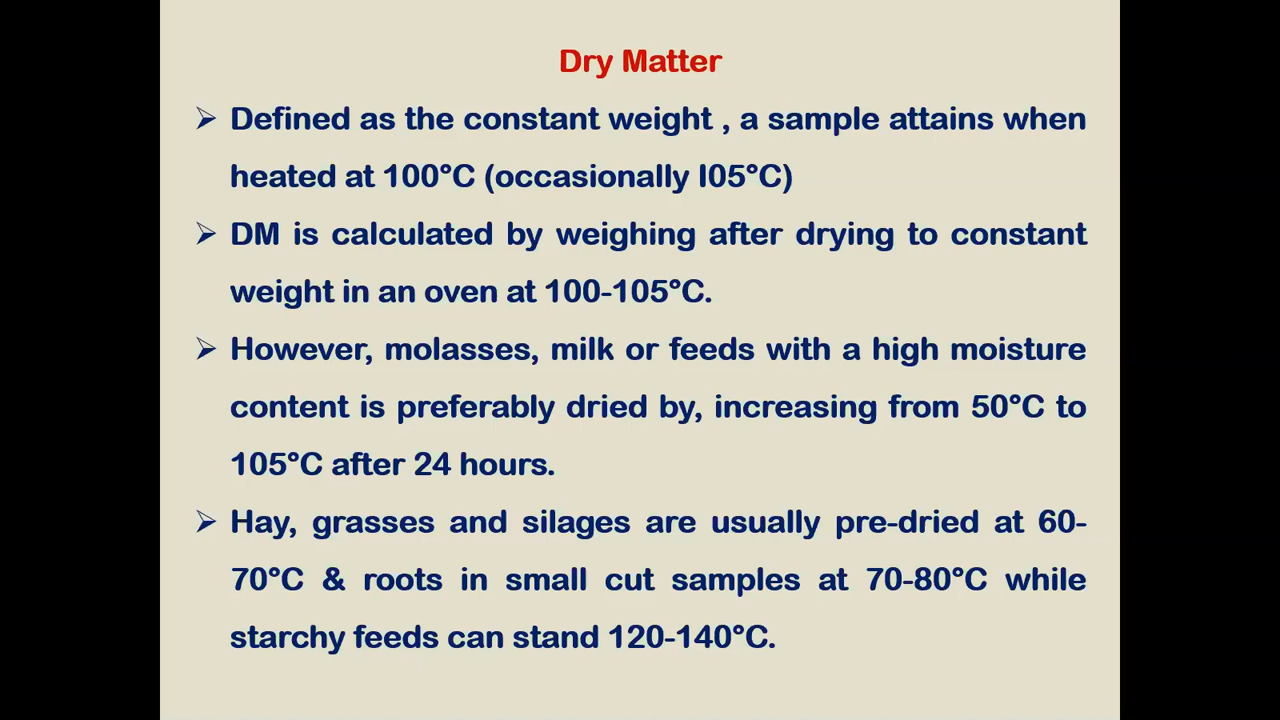 Dry Matter
➢ Defined as the constant weight , a sample attains when
heated at 100°C (occasionally I05°C)
➢ DM is calculated by weighing after drying to constant
weight in an oven at 100-105°C.
➢ However, molasses, milk or feeds with a high moisture
content is preferably dried by, increasing from 50°C to
105°C after 24 hours.
➢ Hay, grasses and silages are usually pre-dried at 60-
70°C & roots in small cut samples at 70-80°C while
starchy feeds can stand 120-140°C.